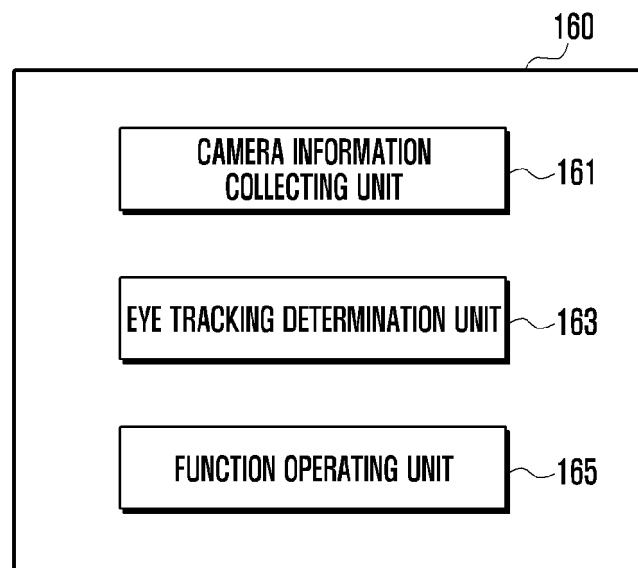 160
CAMERA INFORMATION
COLLECTING UNIT
161
EYE TRACKING DETERMINATION UNIT
163
FUNCTION OPERATING UNIT
165